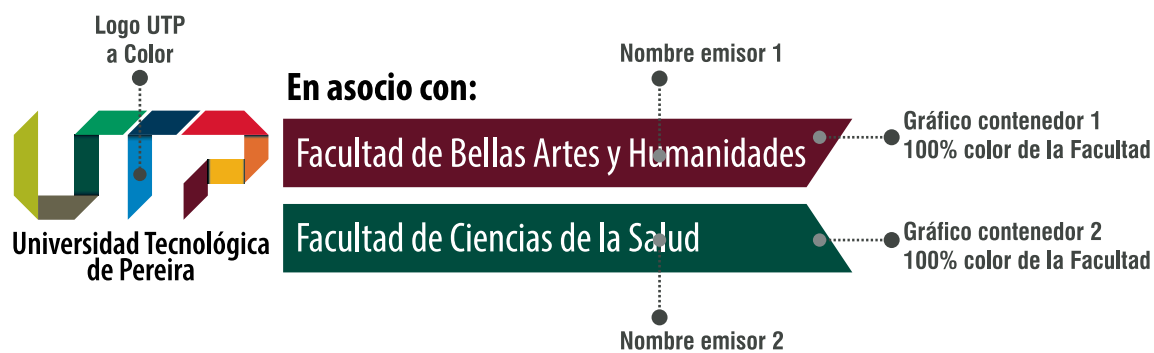 Logo UTP
a Color
Nombre emisor 1
En asocio con:
Gráfico contenedor 1
100% color de la Facultad
Facultad de Bellas Artes y Humanidades
UTP
Facultad de Ciencias de la Salud
Gráfico contenedor 2
100% color de la Facultad
Universidad Tecnológica
de Pereira
Nombre emisor 2